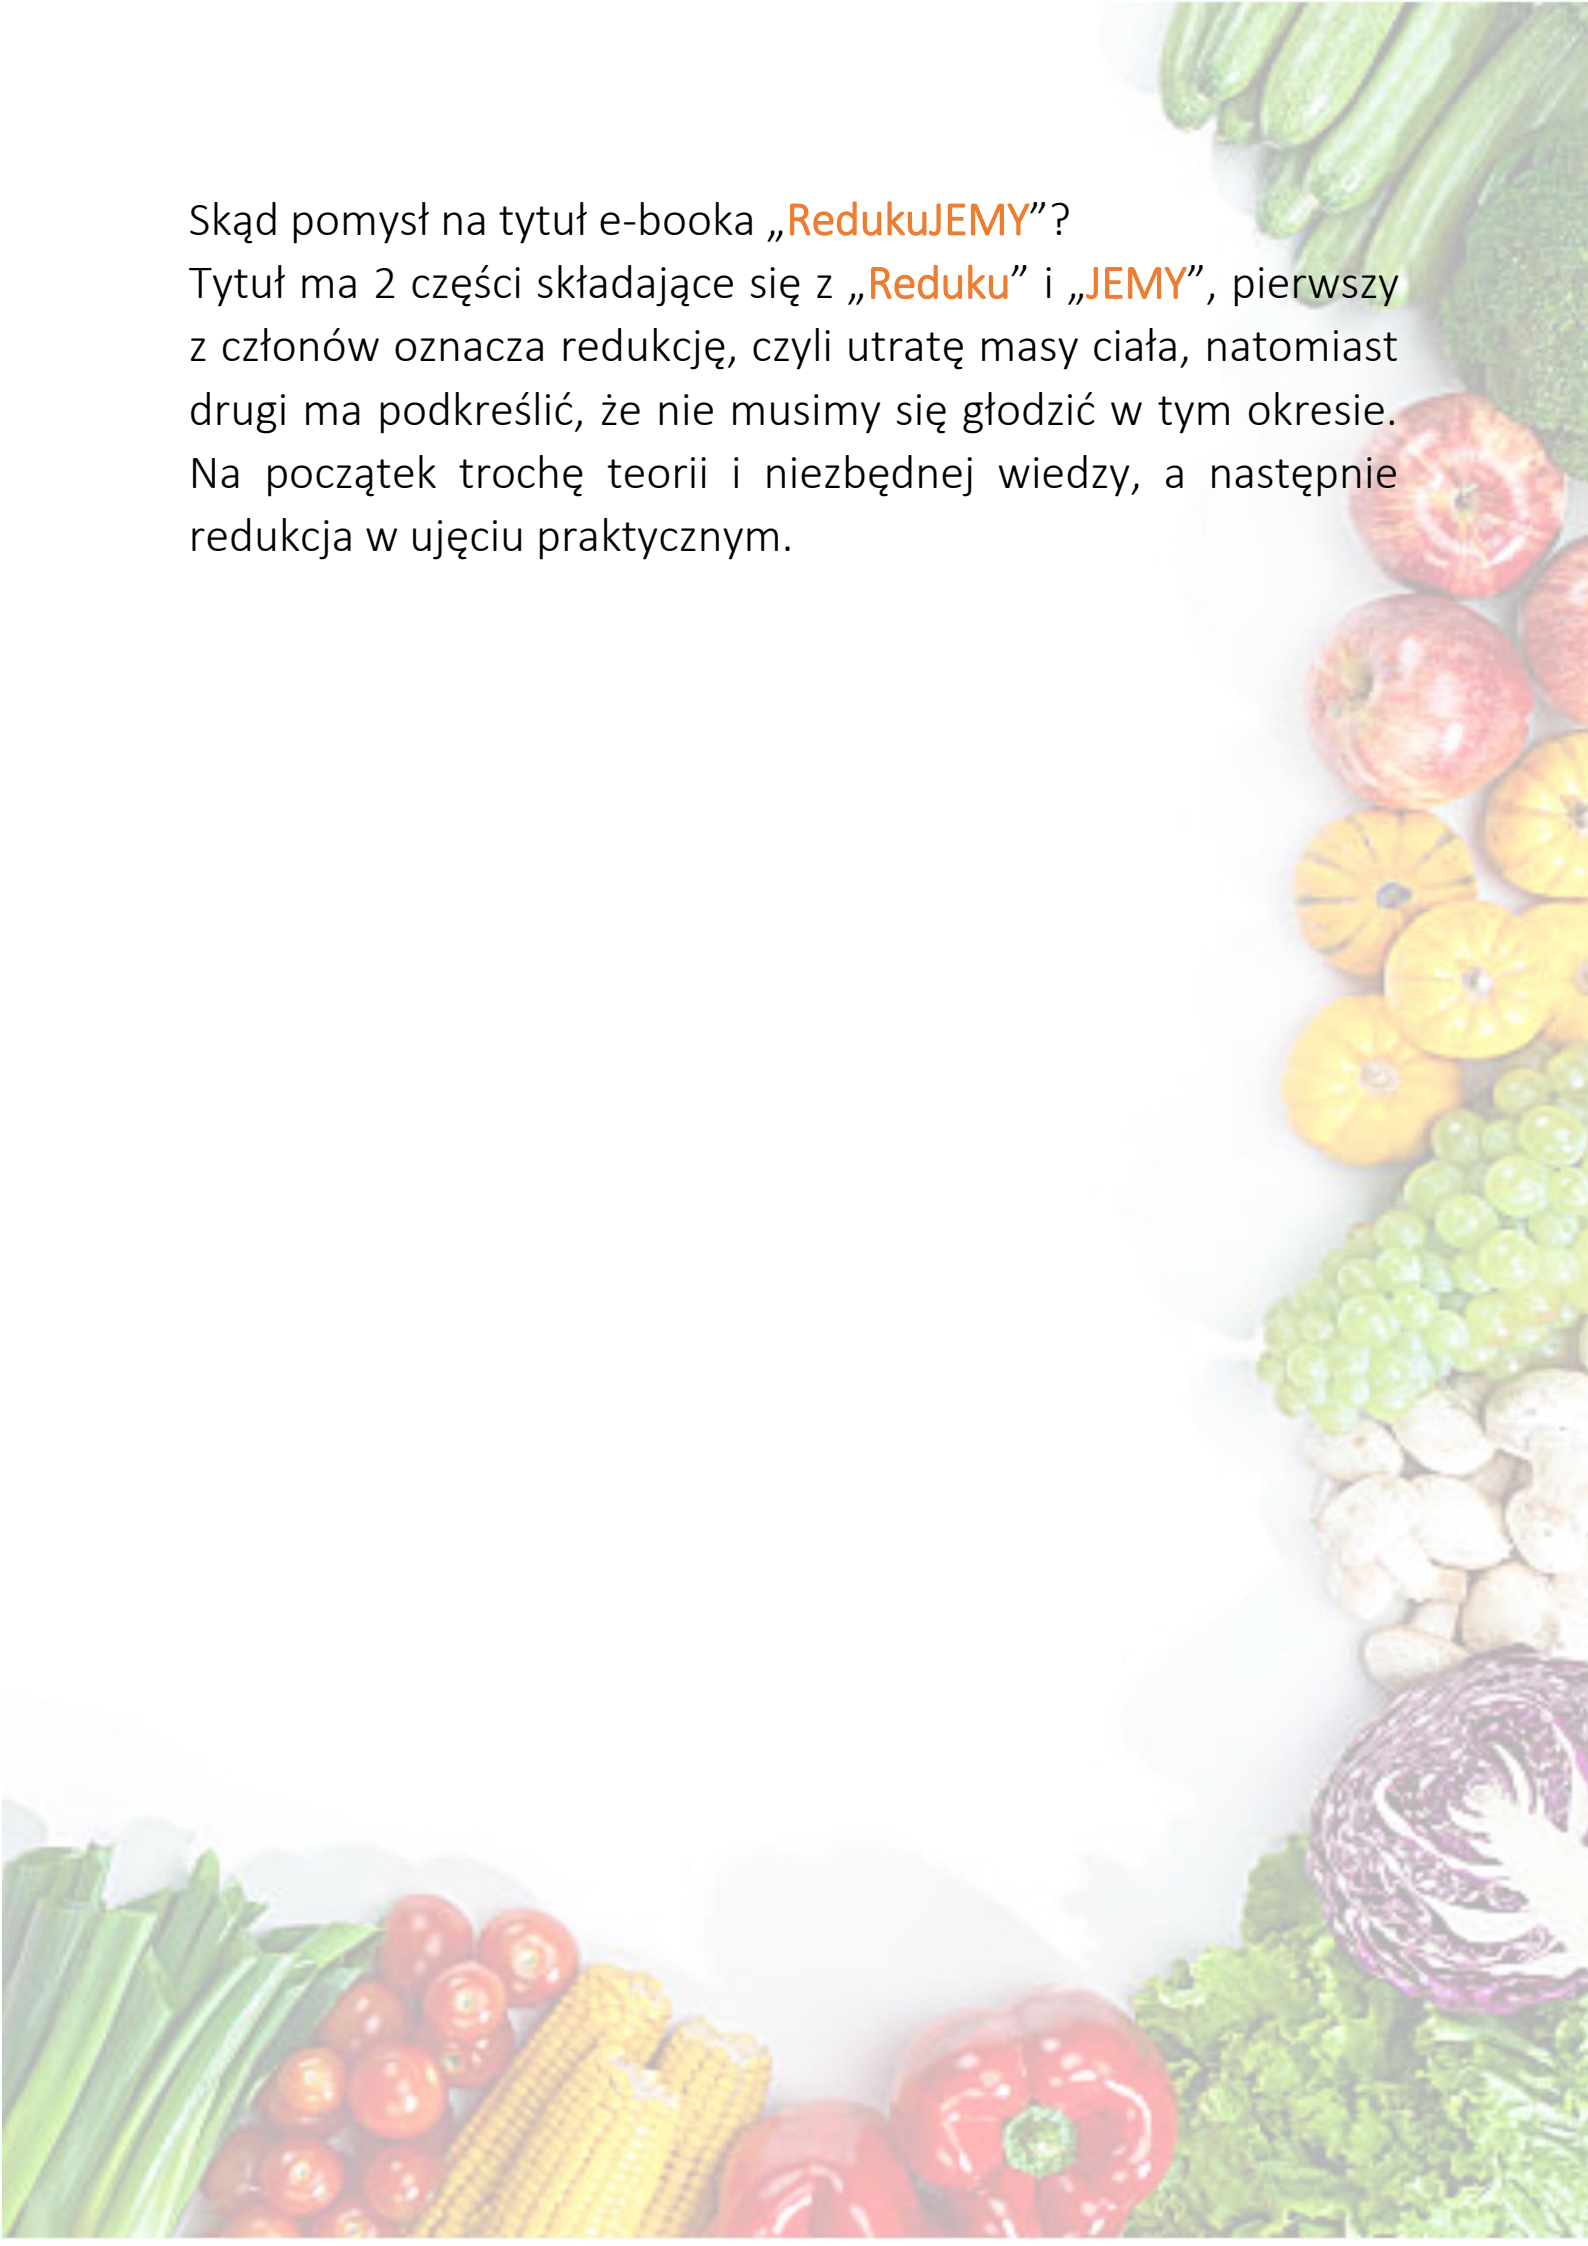 Skąd pomysł na tytuł e-booka „RedukuJEMY”?
Tytuł ma 2 części składające się z „Reduku” i „JEMY”, pierwszy
z członów oznacza redukcję, czyli utratę masy ciała, natomiast
drugi ma podkreślić, że nie musimy się głodzić w tym okresie.
Na początek trochę teorii i niezbędnej wiedzy, a następnie
redukcja w ujęciu praktycznym.